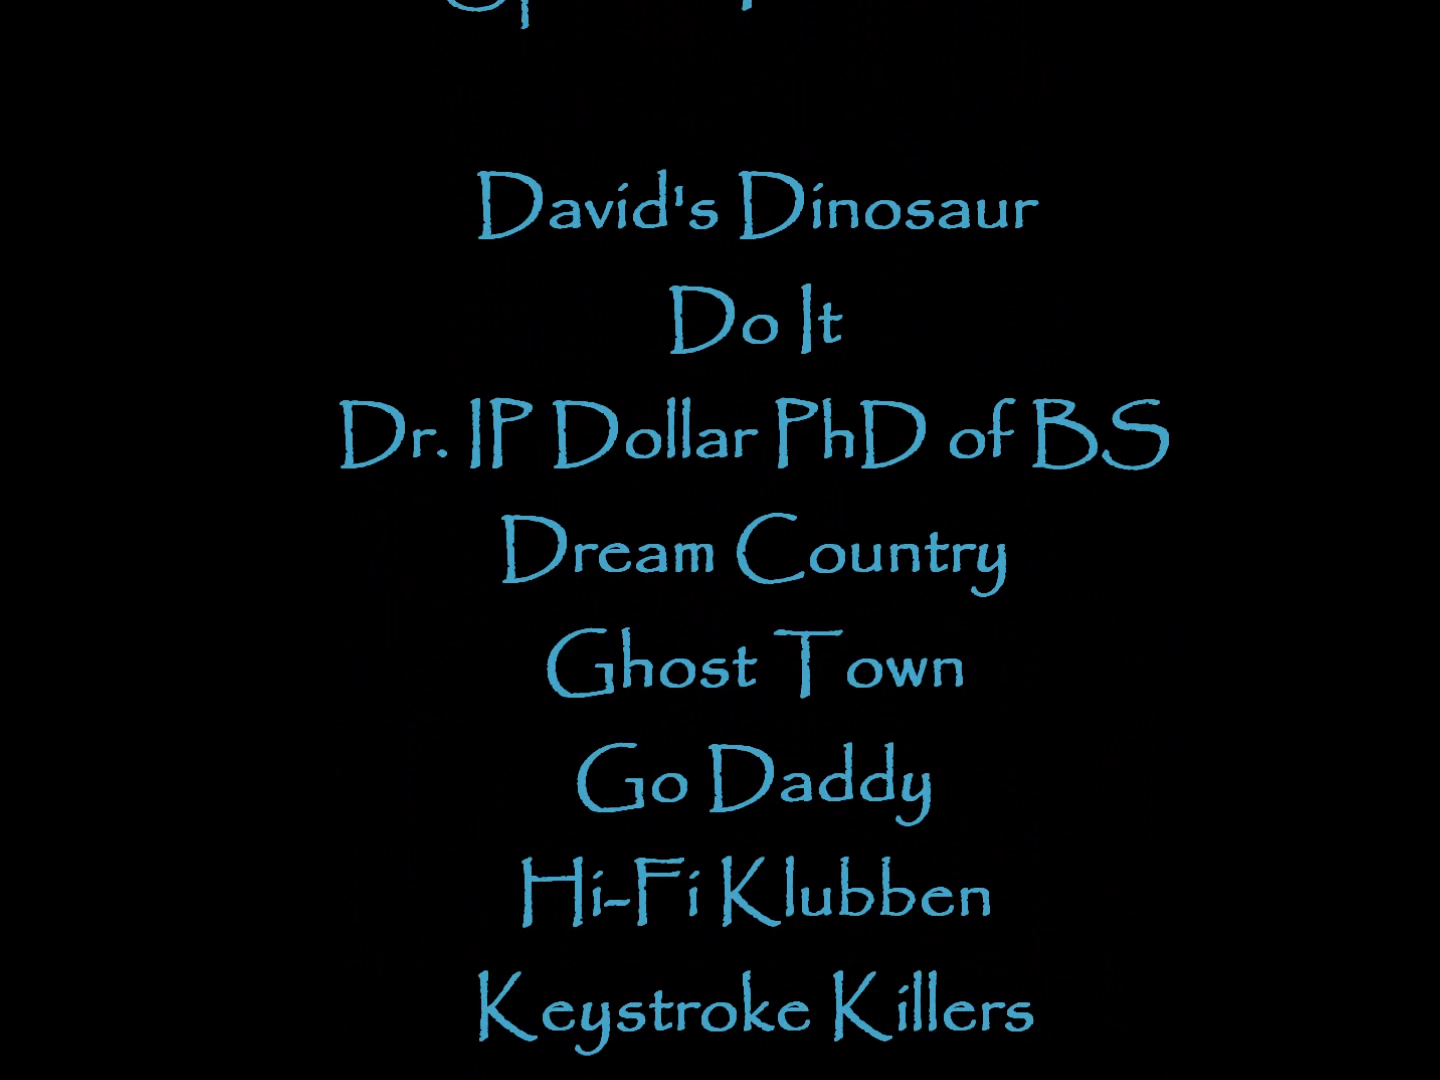 David's Dinosaur
Do It
Dr. IP Dollar PhD of BS
Dream Country
Ghost Town
Go Daddy
Hi-Fi Klubben
Keystroke Killers